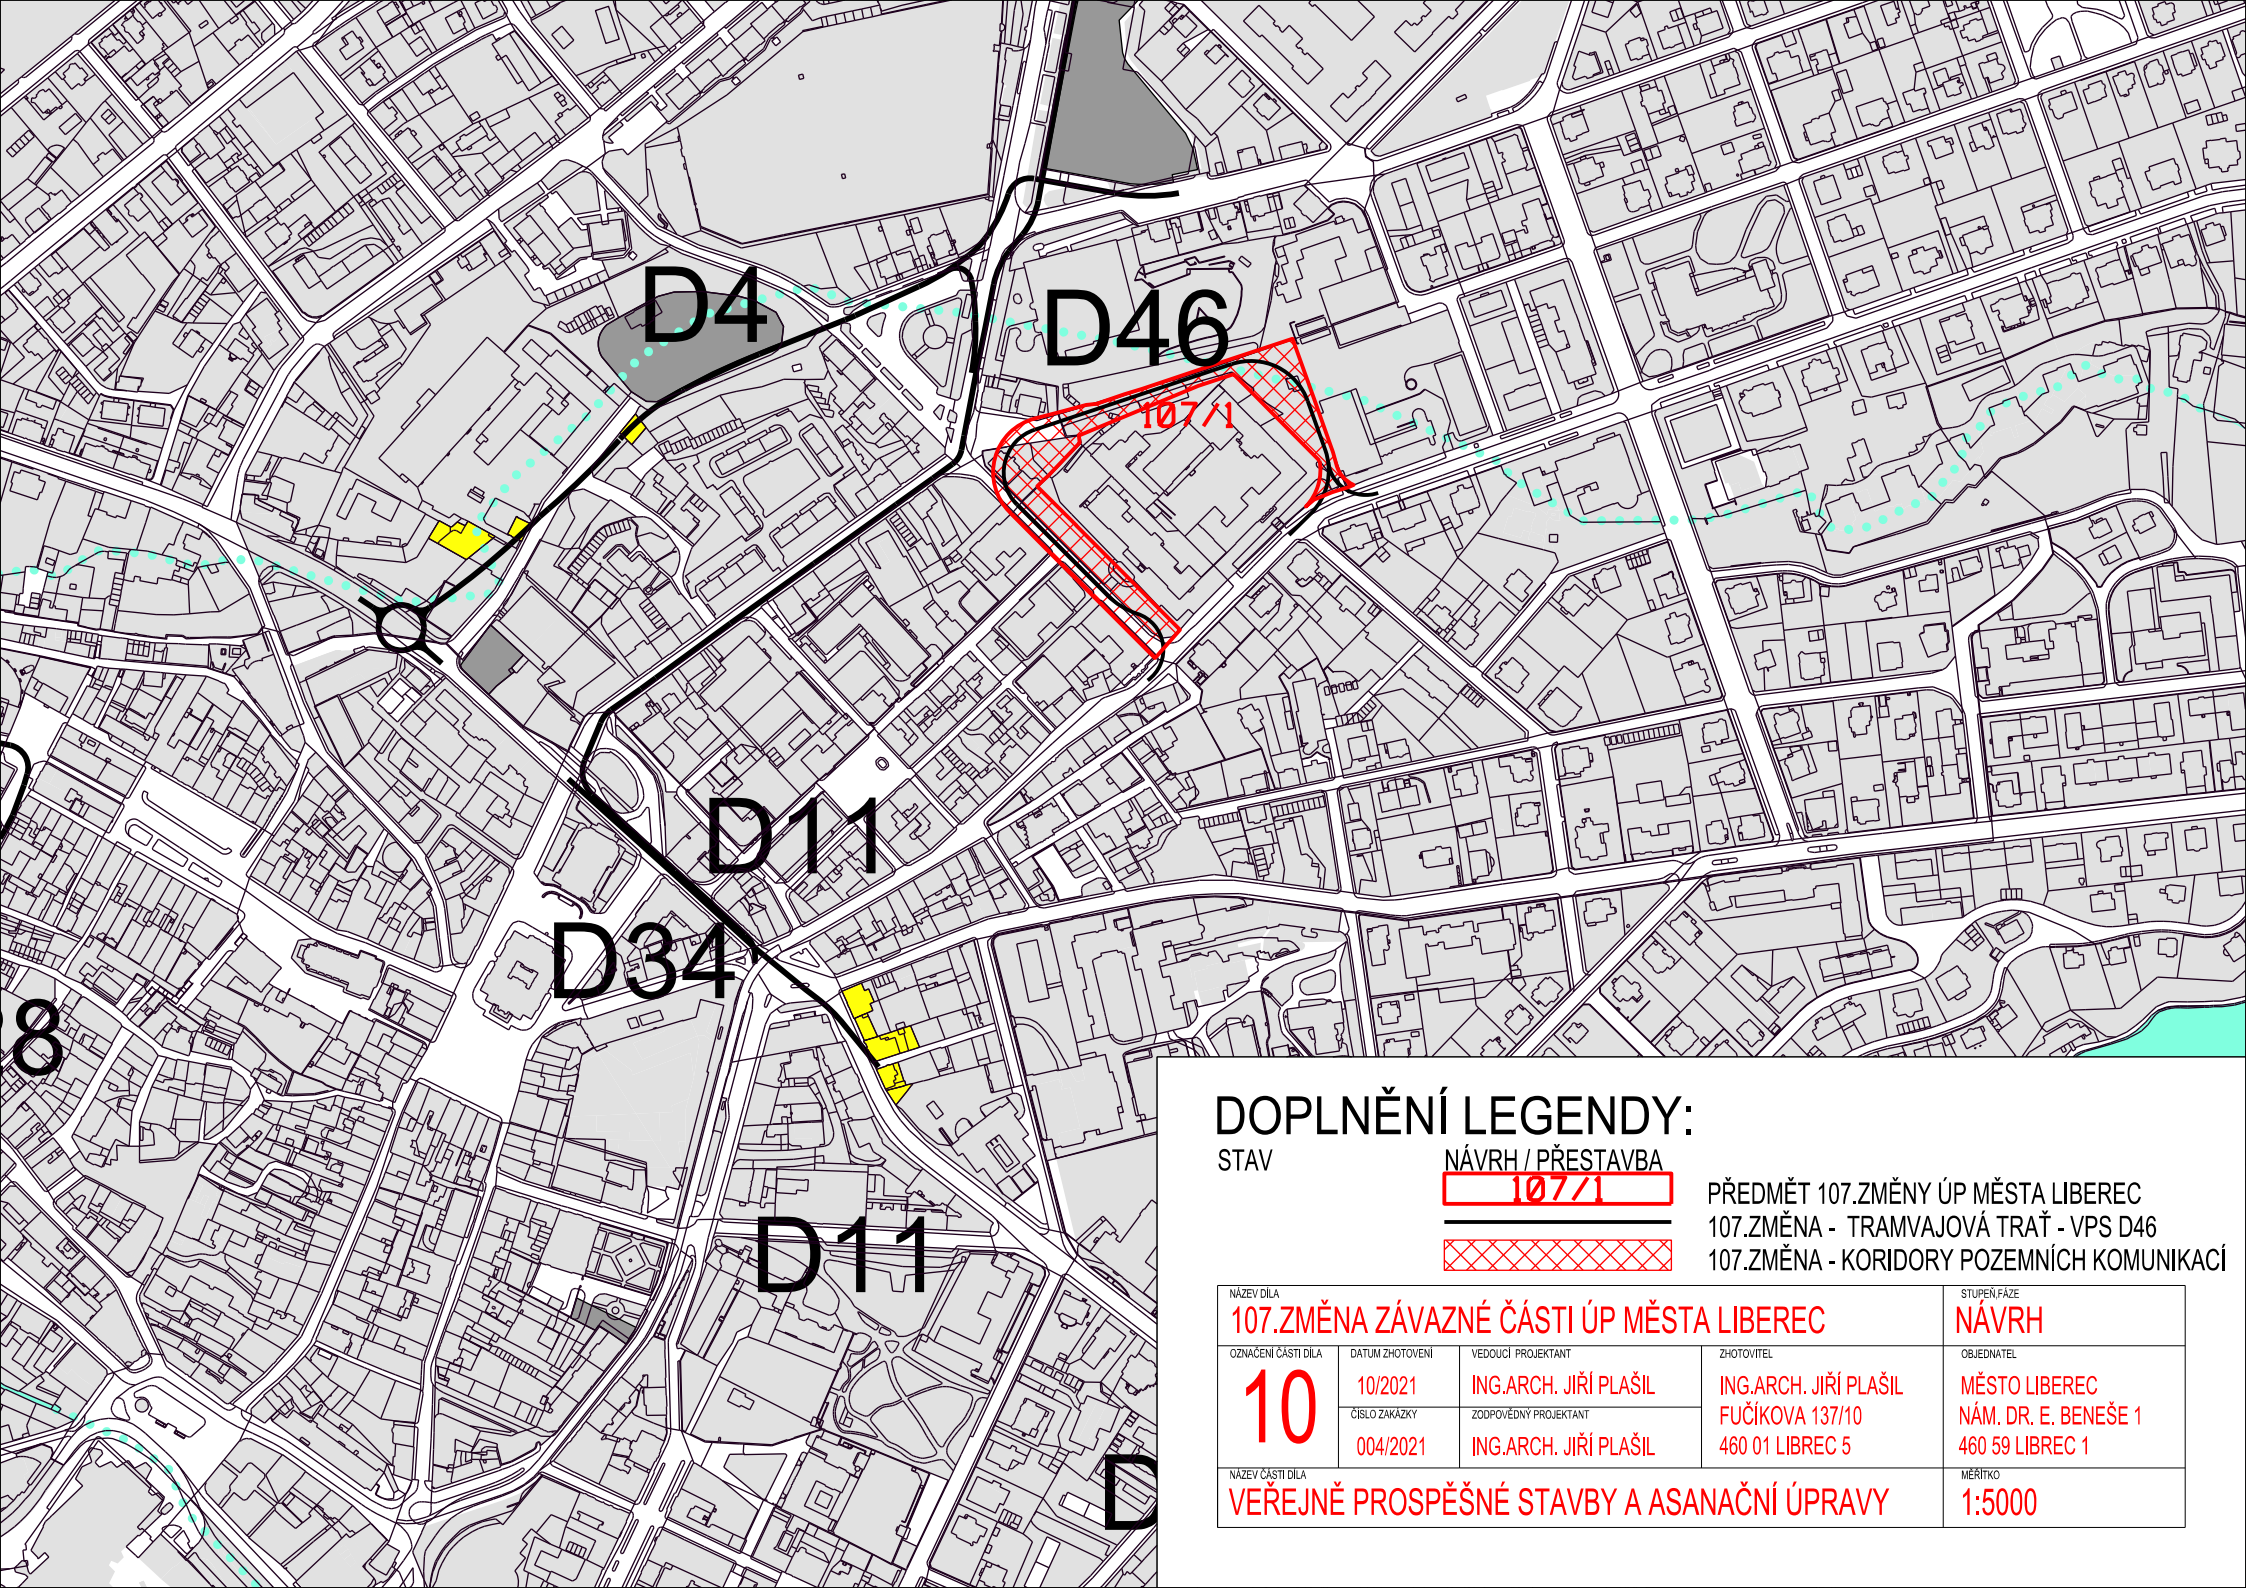 D4
D46
107/1
D11
D34
8
D11
D
DOPLNĚNÍ LEGENDY:
STAV
NÁVRH / PŘESTAVBA
107/1
PŘEDMĚT 107.ZMĚNY ÚP MĚSTA LIBEREC
107.ZMĚNA - TRAMVAJOVÁ TRAŤ - VPS D46
107.ZMĚNA - KORIDORY POZEMNÍCH KOMUNIKACÍ
NÁZEV DÍLA
107.ZMĚNA ZÁVAZNÉ ČÁSTI ÚP MĚSTA LIBEREC
STUPEŇ,FÁZE
NÁVRH
OZNAČENÍ ČÁSTI DÍLA
10
DATUM ZHOTOVENÍ
10/2021
ČÍSLO ZAKÁZKY
004/2021
VEDOUCÍ PROJEKTANT
ING.ARCH. JIŘÍ PLAŠIL
ZODPOVĚDNÝ PROJEKTANT
ING.ARCH. JIŘÍ PLAŠIL
ZHOTOVITEL
ING.ARCH. JIŘÍ PLAŠIL
FUČÍKOVA 137/10
460 01 LIBREC 5
OBJEDNATEL
MĚSTO LIBEREC
NÁM. DR. E. BENEŠE 1
460 59 LIBREC 1
NÁZEV ČÁSTI DÍLA
VEŘEJNĚ PROSPĚŠNÉ STAVBY A ASANAČNÍ ÚPRAVY
MĚŘÍTKO
1:5000